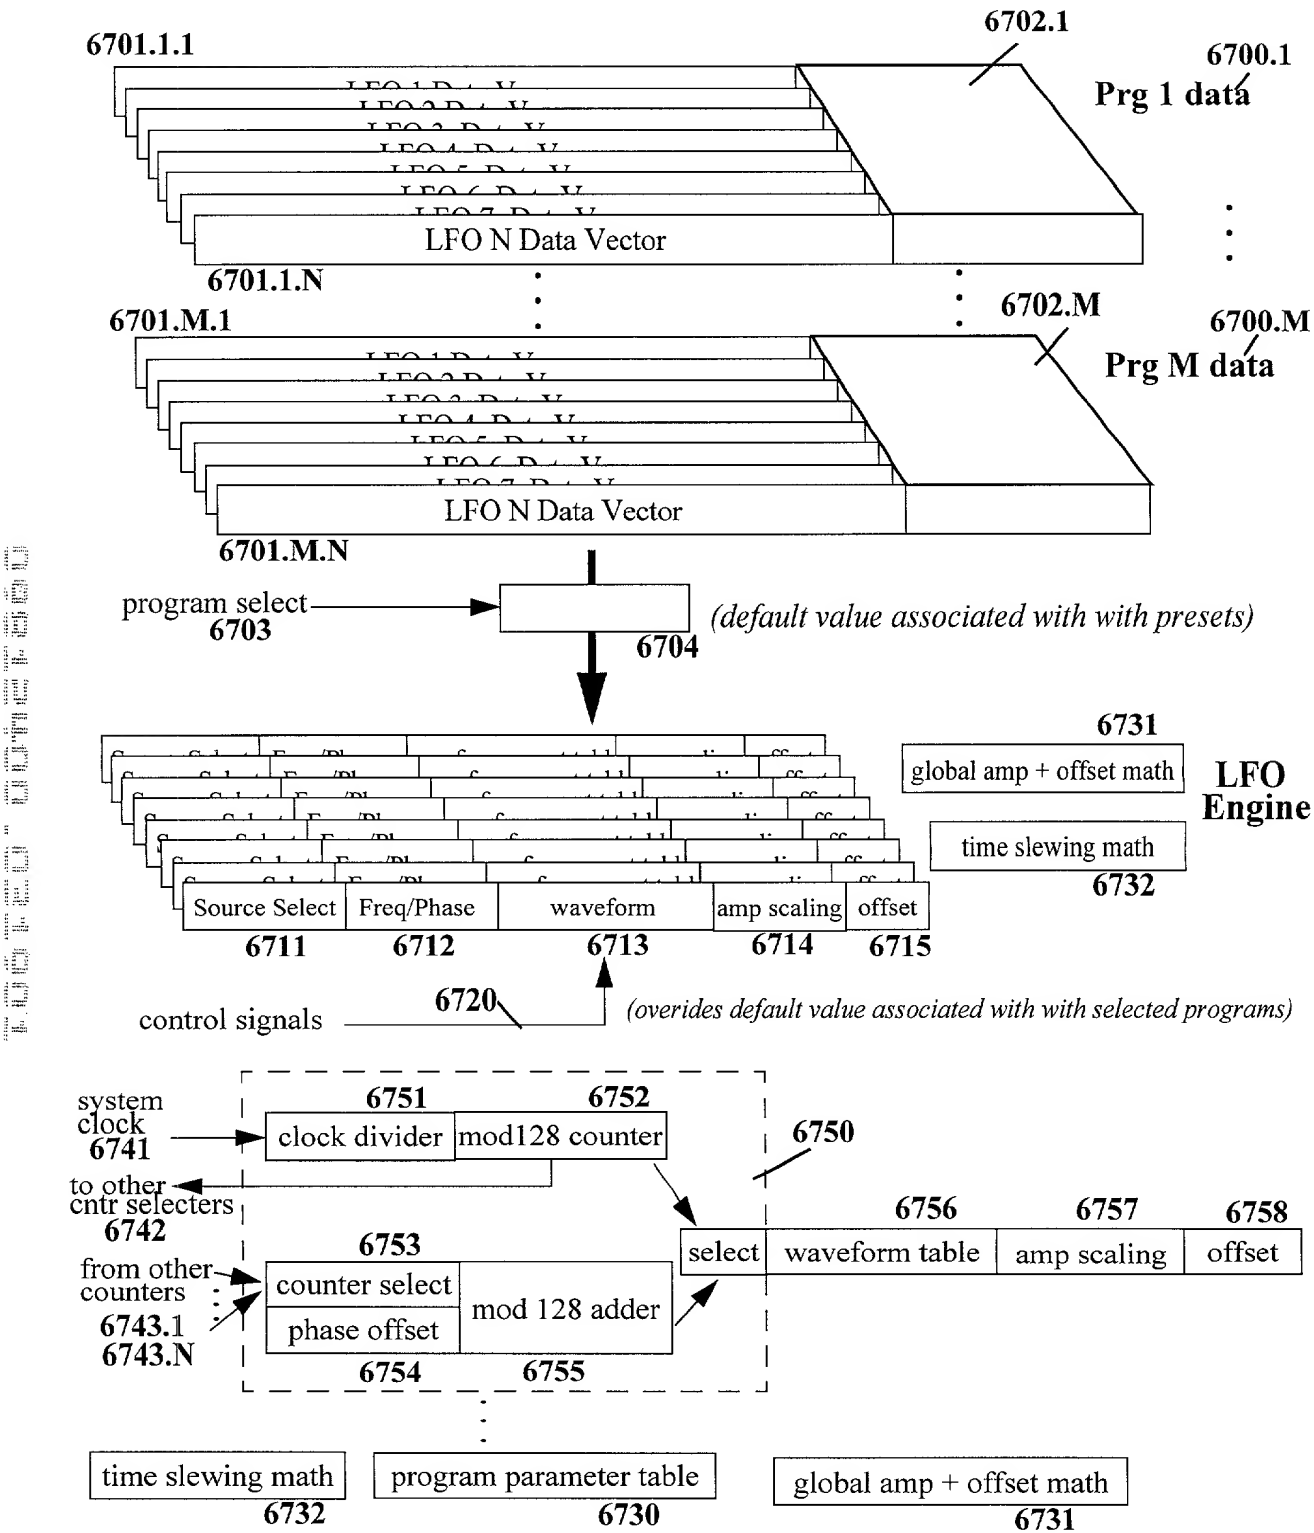 6702.1
6701.1.1
6700.1
Prg 1 data
LFO N Data Vector
6701.1.N
6702.M
6701.M.1
6700.M
Prg M data
LFO N Data Vector
6701.M.N
program select
6703
6704
(default value associated with with presets)
6731
global amp + offset math
LFO
Engine
time slewing math
6732
Source Select
Freq/Phase
waveform
amp scaling
offset
6711
6712
6713
6714
6715
6720
control signals
(overides default value associated with with selected programs)
system
clock
6741
6751
6752
clock divider
mod128 counter
6750
to other
cntr selecters
6742
6753
6756
6757
6758
select
waveform table
amp scaling
offset
from other
counters
counter select
mod 128 adder
phase offset
6743.1
6743.N
6754
6755
time slewing math
program parameter table
global amp + offset math
6732
6730
6731